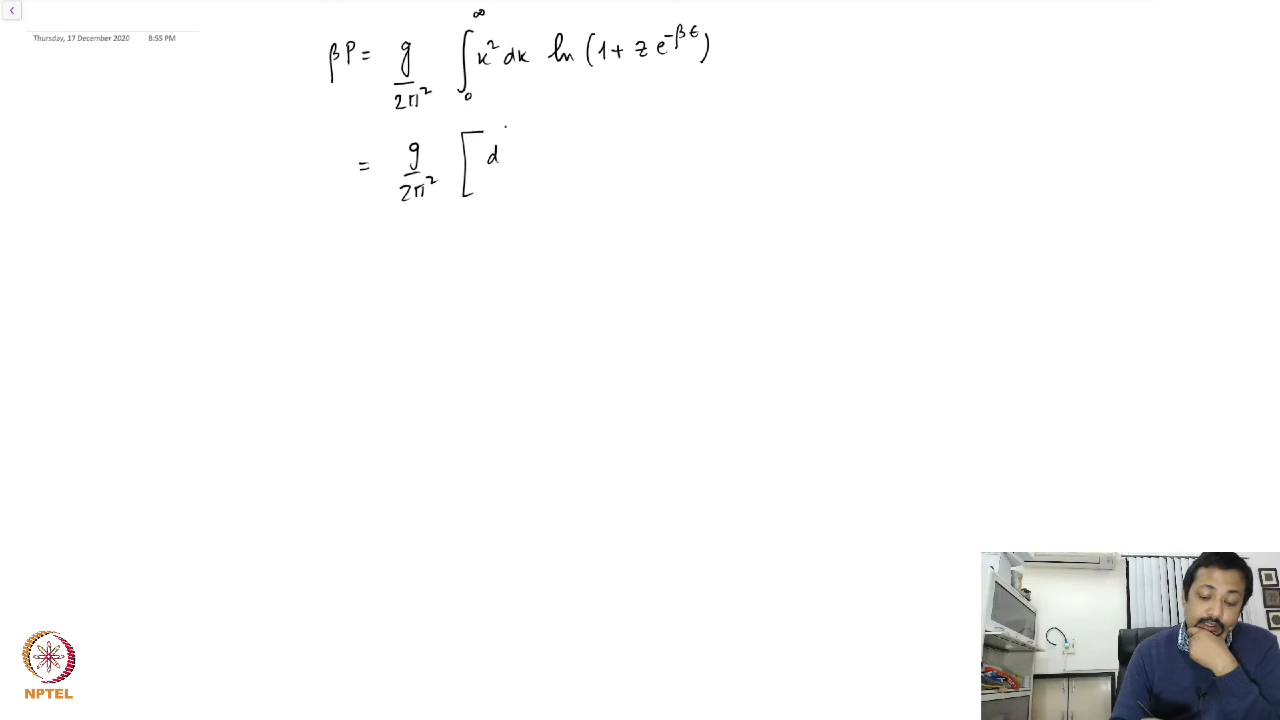 Thursday, 17 December 2020 8:55 PM
βP = g/2π² ∫₀^∞ k² dk ln (1 + z e^{-βε})
= g/2π² [ d
NPTEL